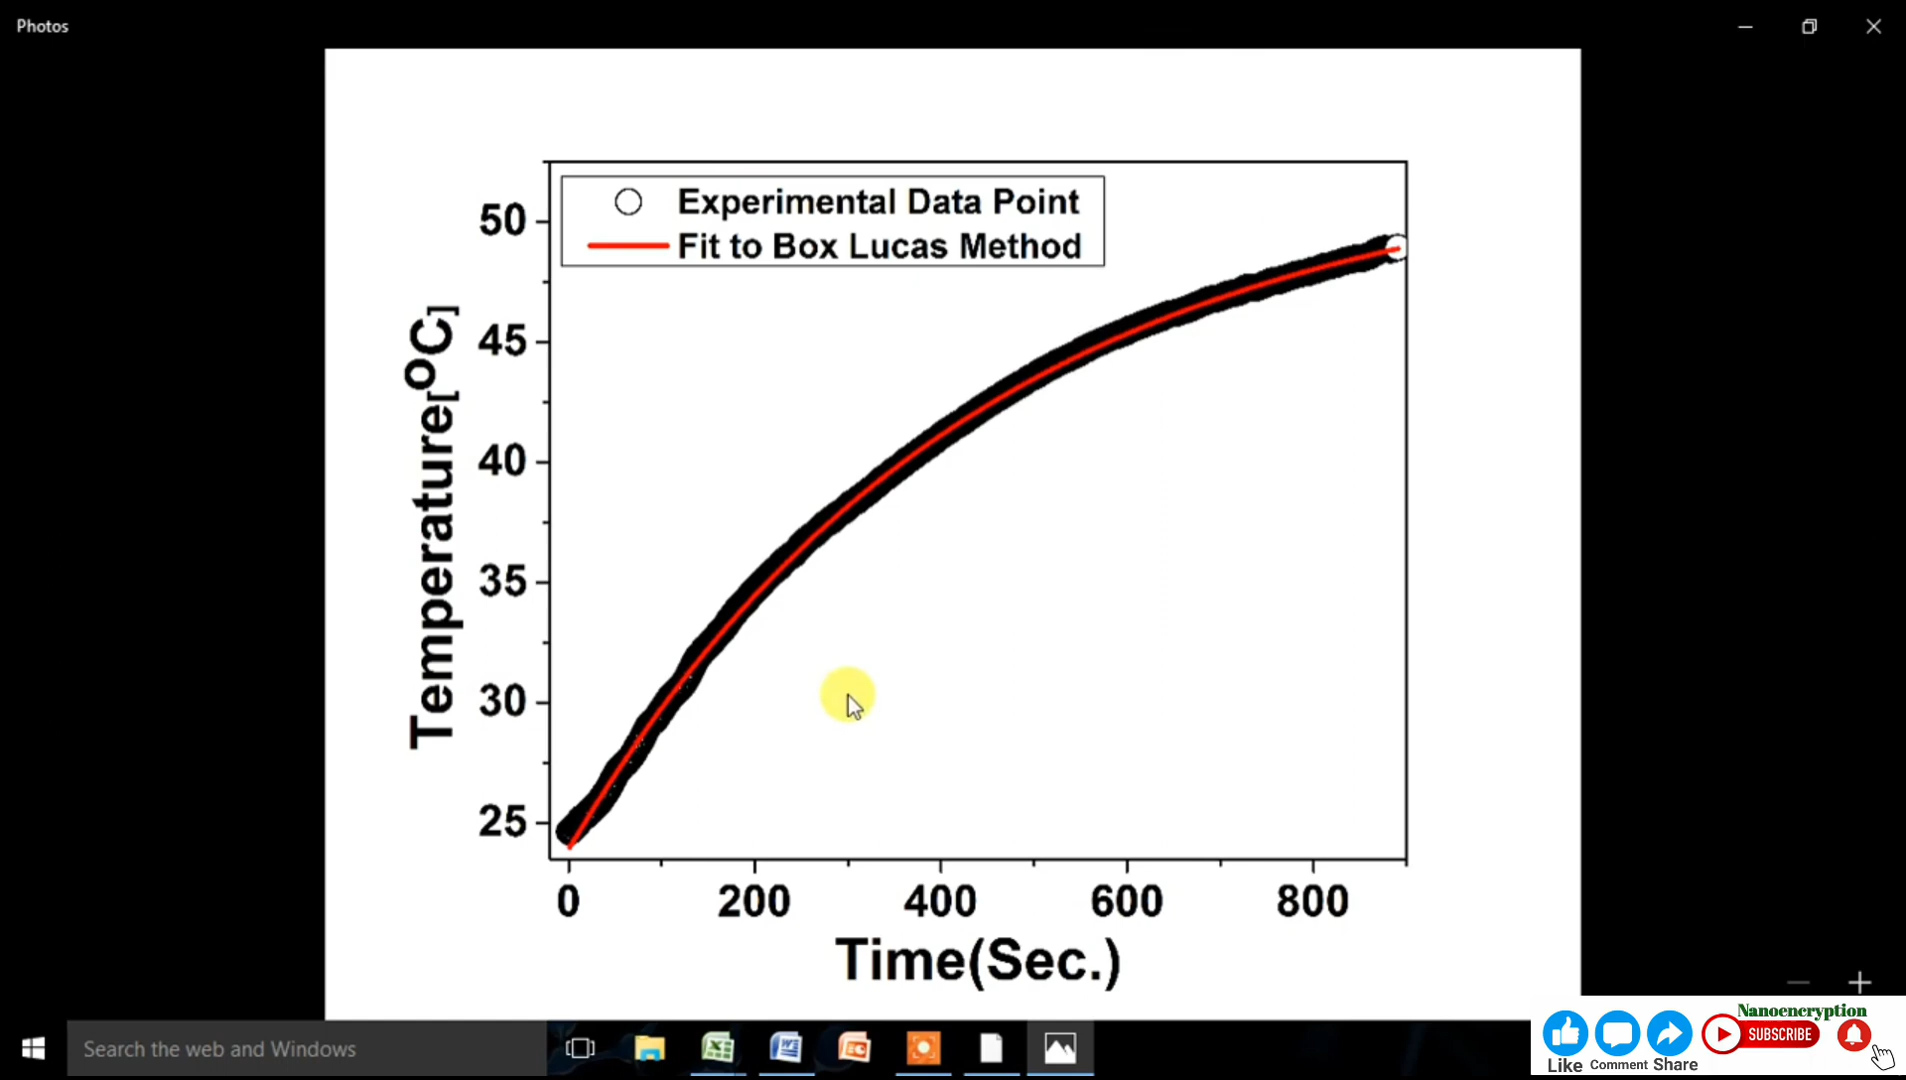 Photos
Experimental Data Point
Fit to Box Lucas Method
50
45
40
35
30
25
Temperature[ºC]
0 200 400 600 800
Time(Sec.)
Search the web and Windows
Nanoencryption
SUBSCRIBE
Like Comment Share